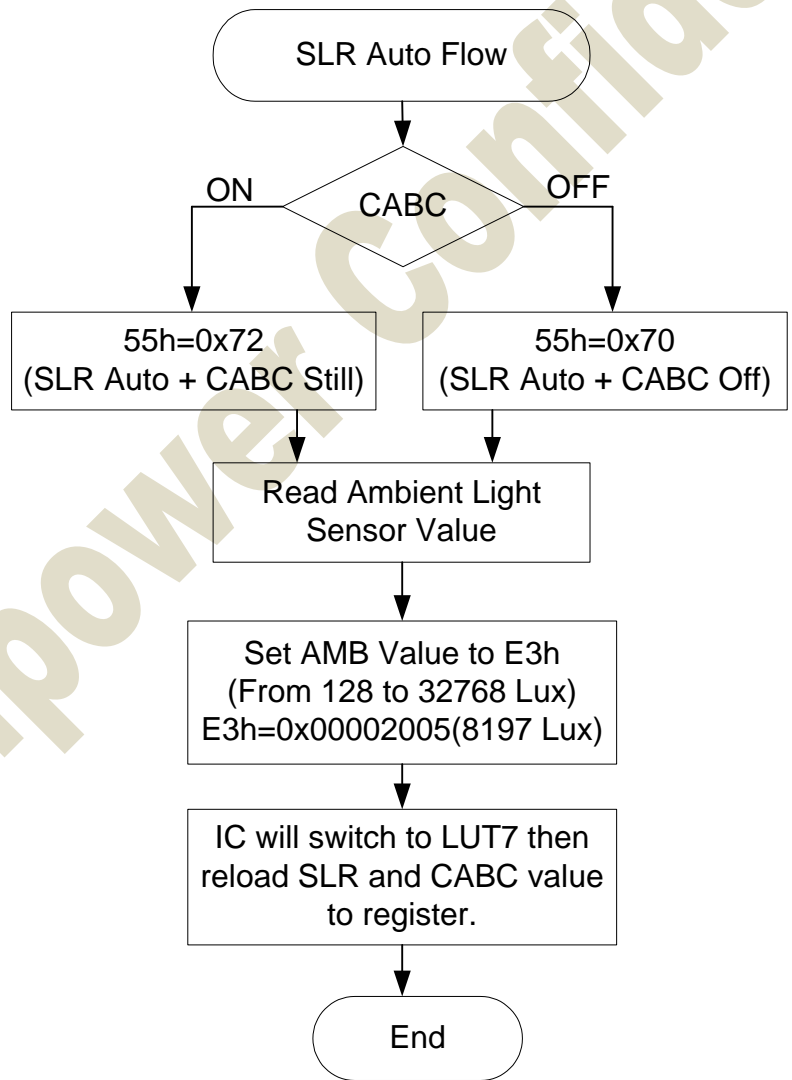 SLR Auto Flow
ON
OFF
CABC
55h=0x72
(SLR Auto + CABC Still)
55h=0x70
(SLR Auto + CABC Off)
Read Ambient Light
Sensor Value
Set AMB Value to E3h
(From 128 to 32768 Lux)
E3h=0x00002005(8197 Lux)
IC will switch to LUT7 then
reload SLR and CABC value
to register.
End